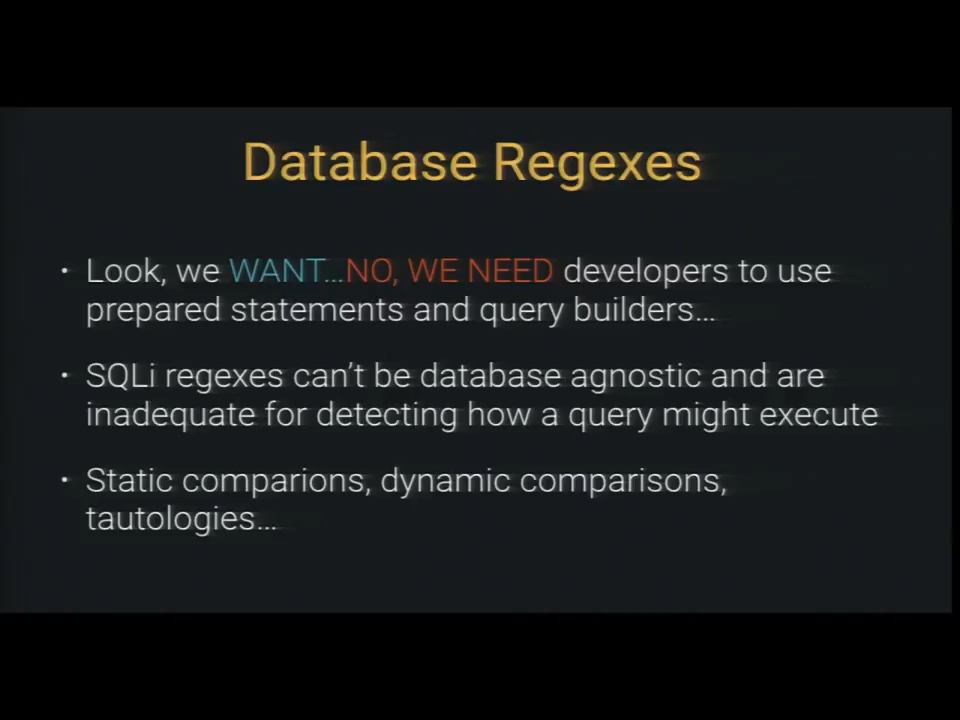 Database Regexes
• Look, we WANT...NO, WE NEED developers to use
prepared statements and query builders...
• SQLi regexes can't be database agnostic and are
inadequate for detecting how a query might execute
• Static comparions, dynamic comparisons,
tautologies...